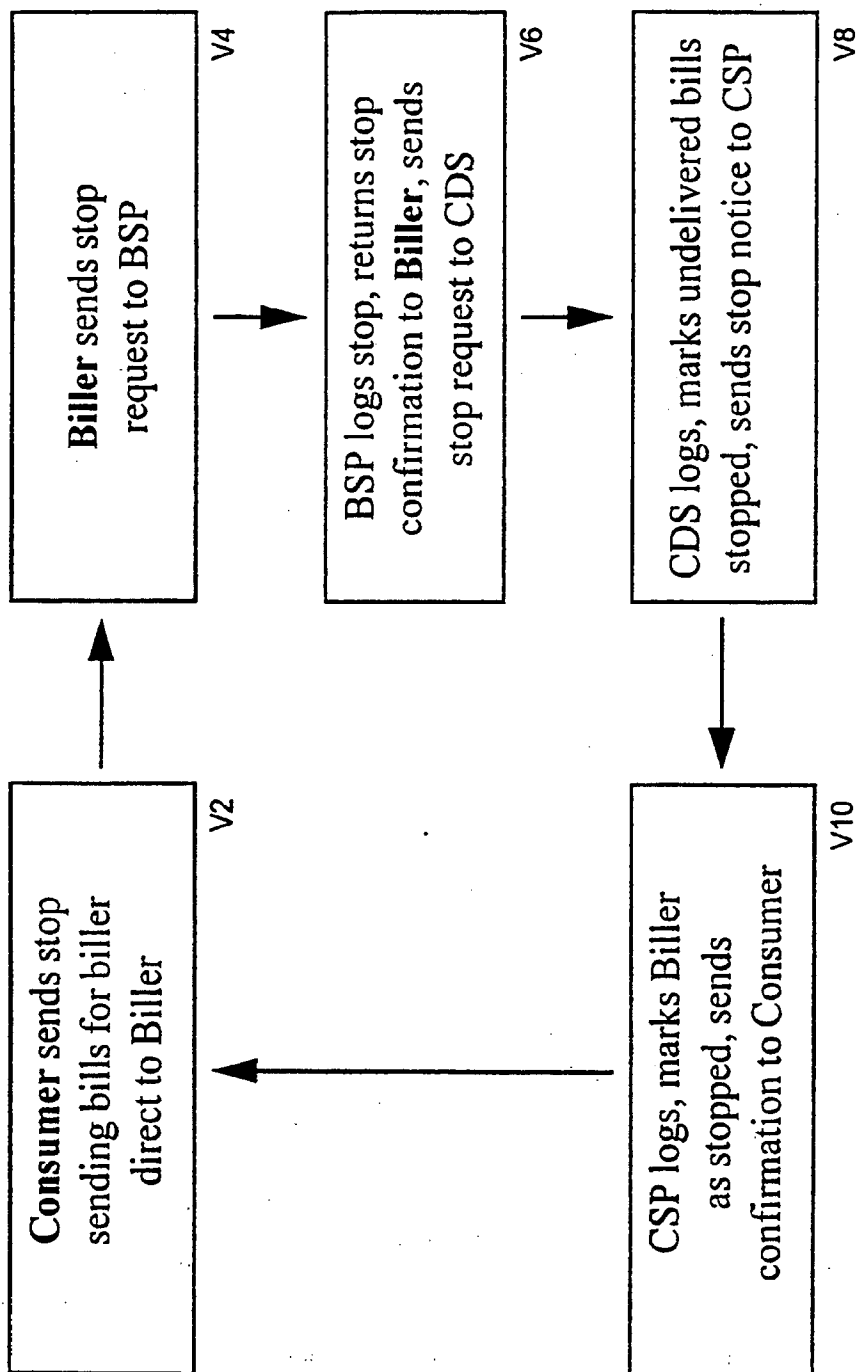 Consumer sends stop
sending bills for biller
direct to Biller
V2
Biller sends stop
request to BSP
V4
BSP logs stop, returns stop
confirmation to Biller, sends
stop request to CDS
V6
CDS logs, marks undelivered bills
stopped, sends stop notice to CSP
V8
CSP logs, marks Biller
as stopped, sends
confirmation to Consumer
V10